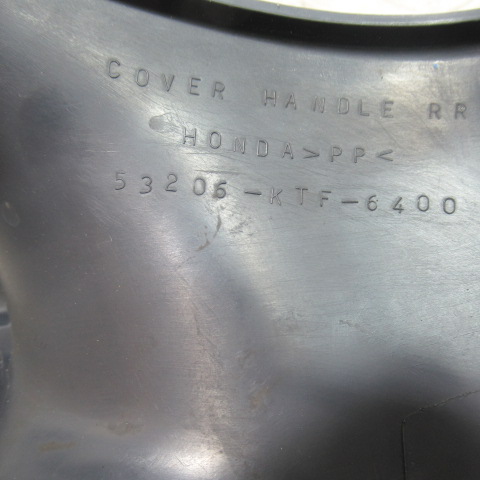 COVER HANDLE RR
HONDA >PP<
53206-KTF-6400